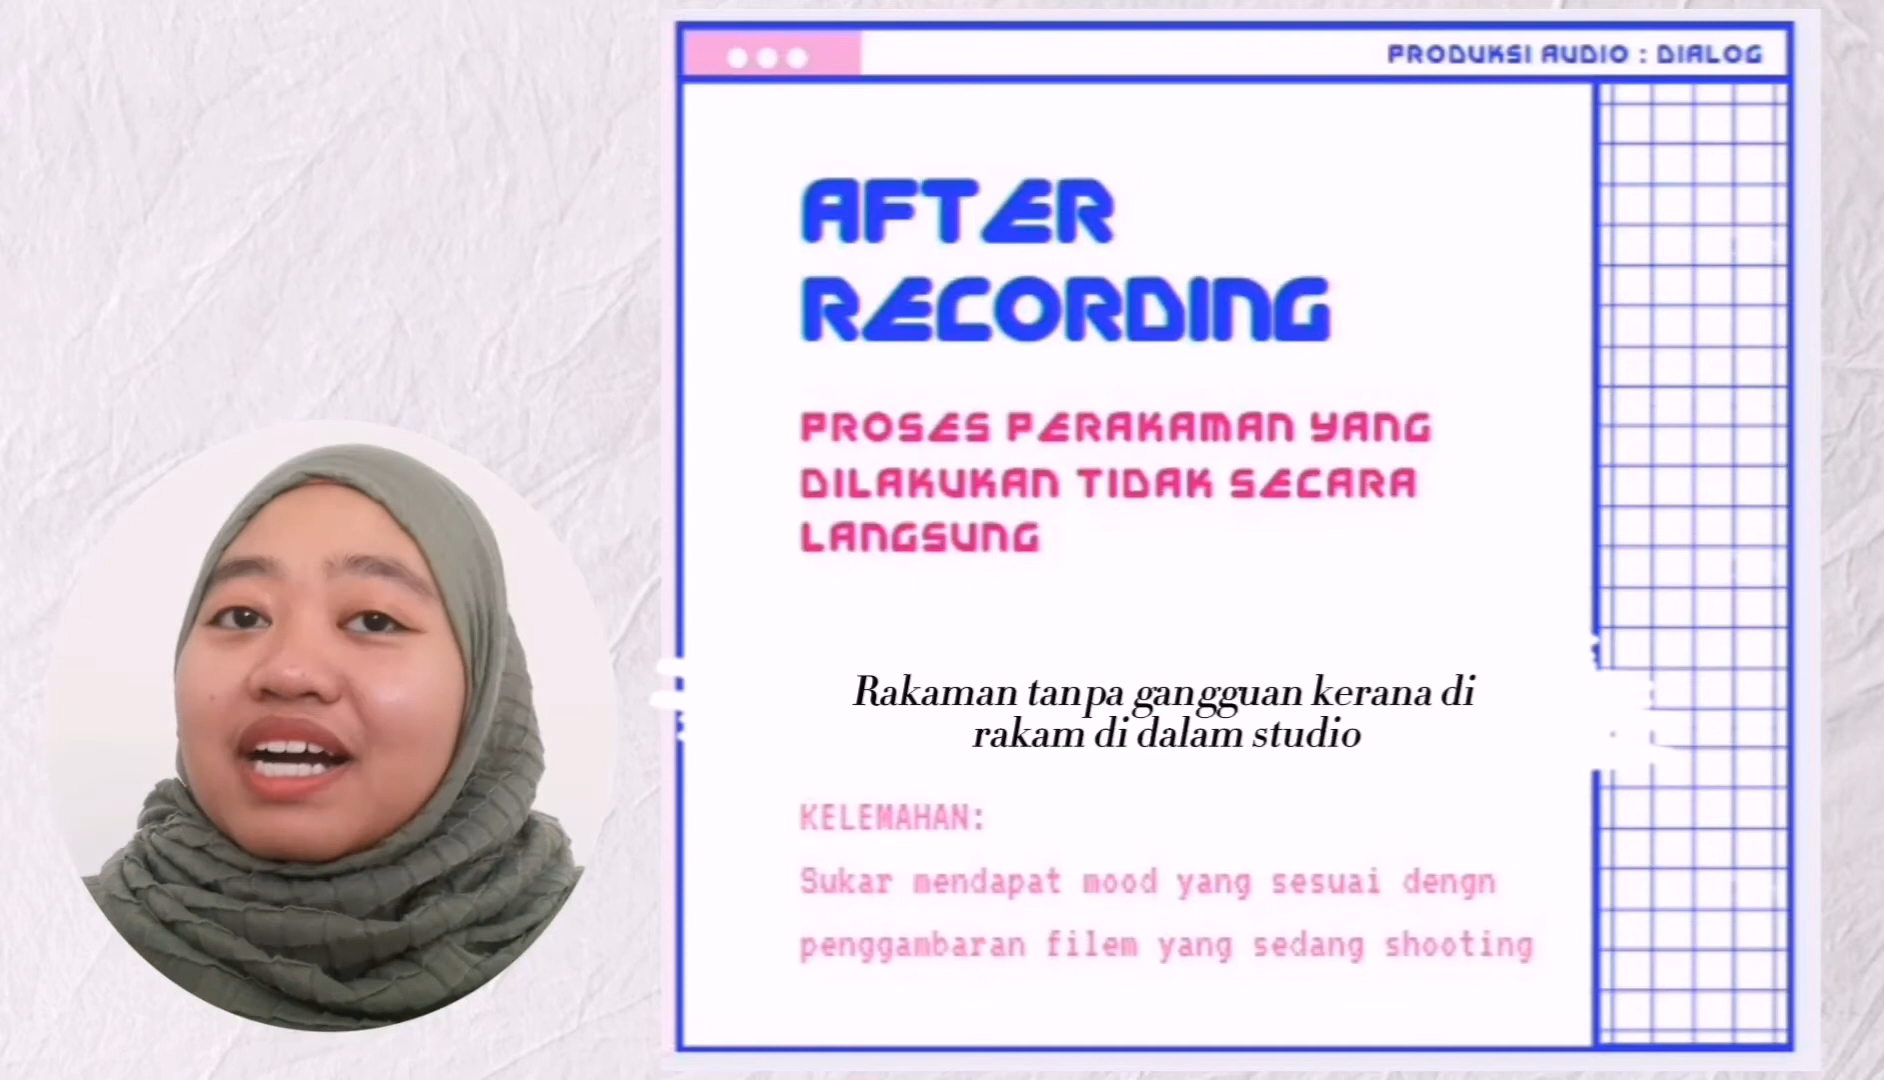 PRODUKSI AUDIO : DIALOG
AFTER
RECORDING
PROSES PERAKAMAN YANG
DILAKUKAN TIDAK SECARA
LANGSUNG
Rakaman tanpa gangguan kerana di
rakam di dalam studio
KELEMAHAN:
Sukar mendapat mood yang sesuai dengn
penggambaran filem yang sedang shooting